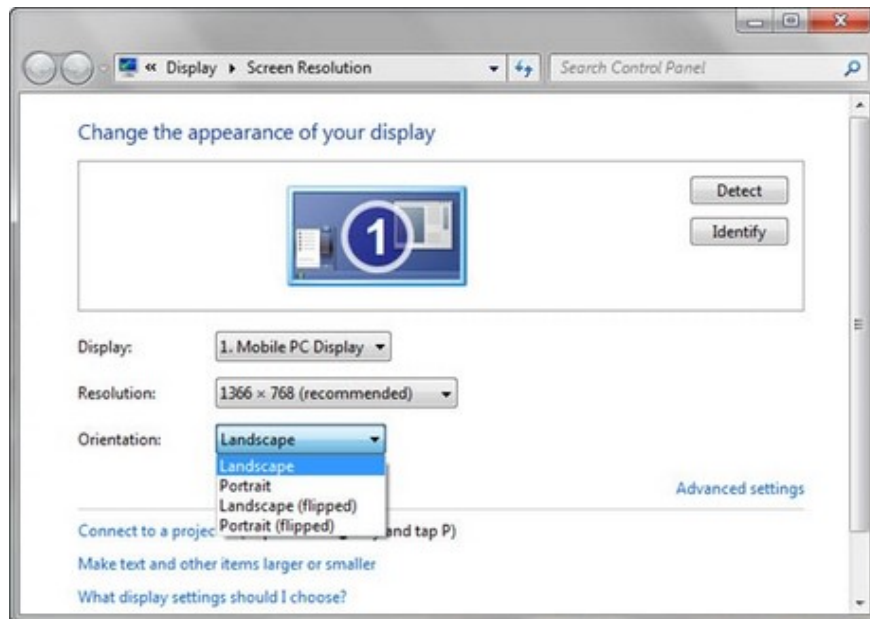 « Display ▸ Screen Resolution
Search Control Panel
Change the appearance of your display
1
Detect
Identify
Display: 1. Mobile PC Display
Resolution: 1366 × 768 (recommended)
Orientation: Landscape
Landscape
Portrait
Landscape (flipped)
Portrait (flipped)
Advanced settings
Connect to a projec
and tap P)
Make text and other items larger or smaller
What display settings should I choose?